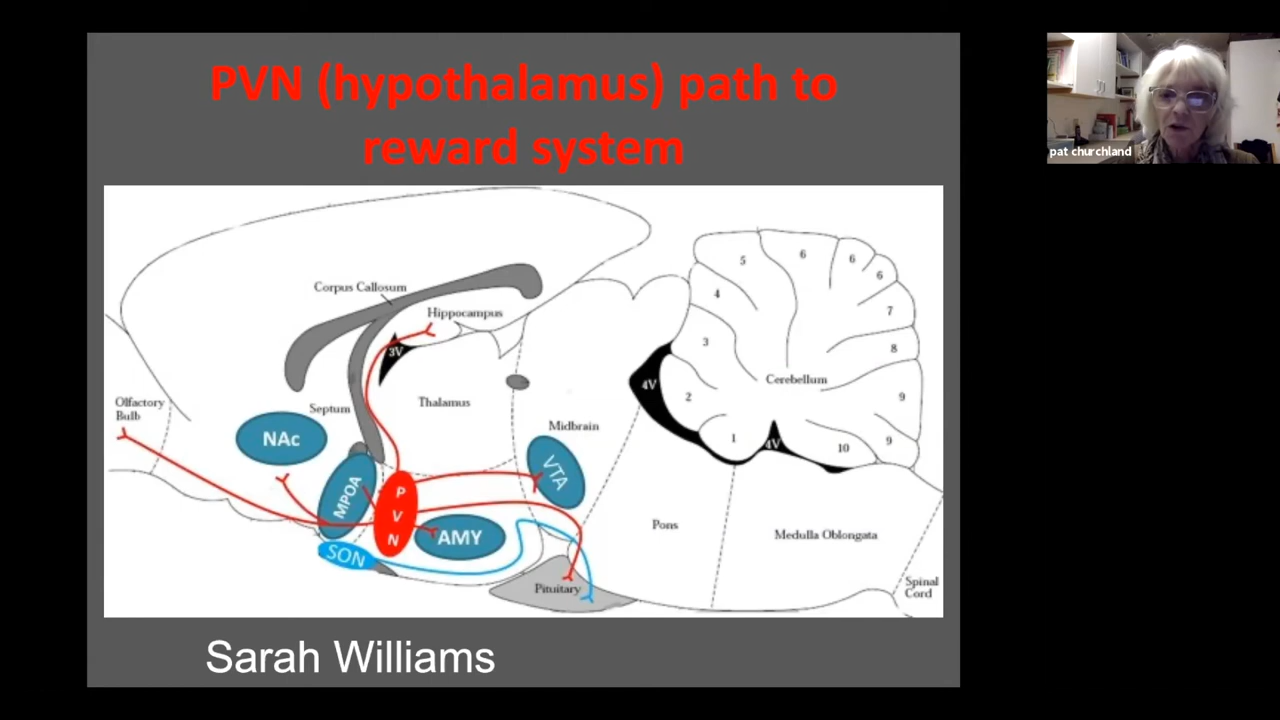 PVN (hypothalamus) path to
reward system
pat churchland
Corpus Callosum
Hippocampus
3V
Septum
Thalamus
Olfactory
Bulb
NAc
MPOA
P
V
N
SON
AMY
VTA
Midbrain
Pituitary
4V
4V
Cerebellum
1
2
3
4
5
6
6
6
7
8
9
9
10
Pons
Medulla Oblongata
Spinal
Cord
Sarah Williams